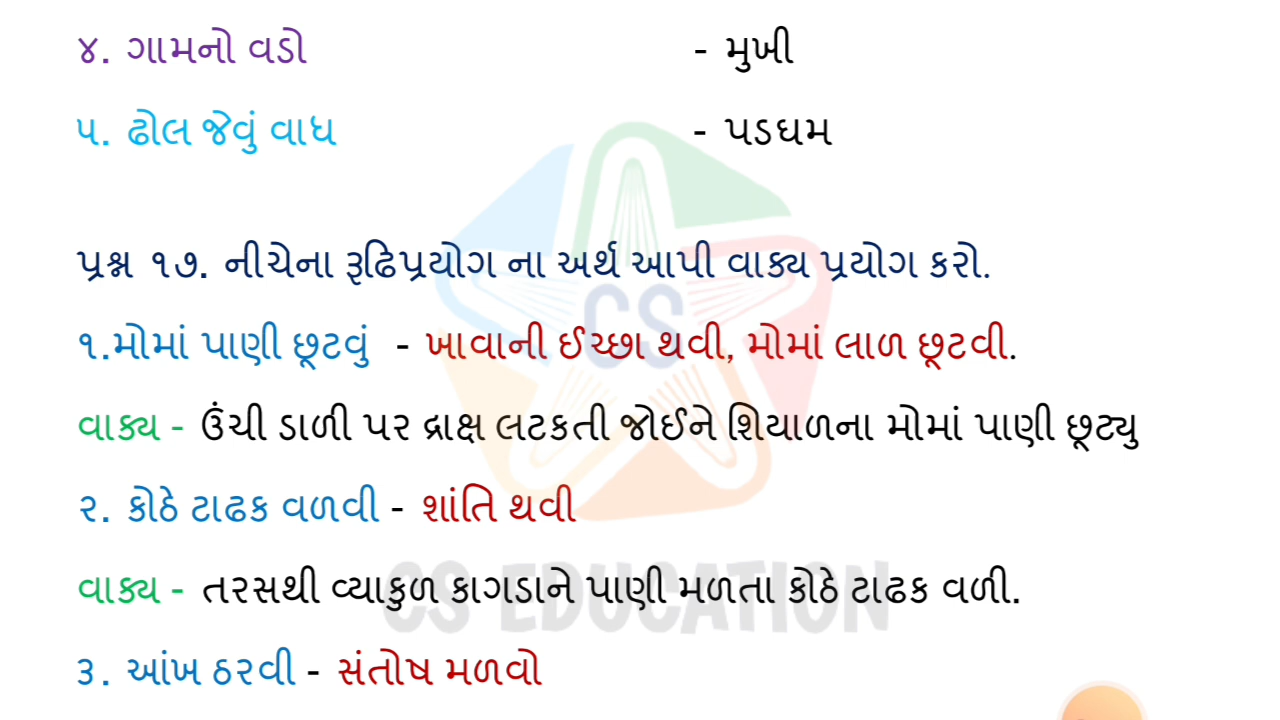 ૪. ગામનો વડો - મુખી
૫. ઢોલ જેવું વાધ - પડઘમ
પ્રશ્ન ૧૭. નીચેના રૂઢિપ્રયોગ ના અર્થ આપી વાક્ય પ્રયોગ કરો.
૧.મોમાં પાણી છૂટવું - ખાવાની ઈચ્છા થવી, મોમાં લાળ છૂટવી.
CS
વાક્ય - ઉંચી ડાળી પર દ્રાક્ષ લટકતી જોઈને શિયાળના મોમાં પાણી છૂટ્યુ
૨. કોઠે ટાઢક વળવી - શાંતિ થવી
વાક્ય - તરસથી વ્યાકુળ કાગડાને પાણી મળતા કોઠે ટાઢક વળી.
CS EDUCATION
૩. આંખ ઠરવી - સંતોષ મળવો